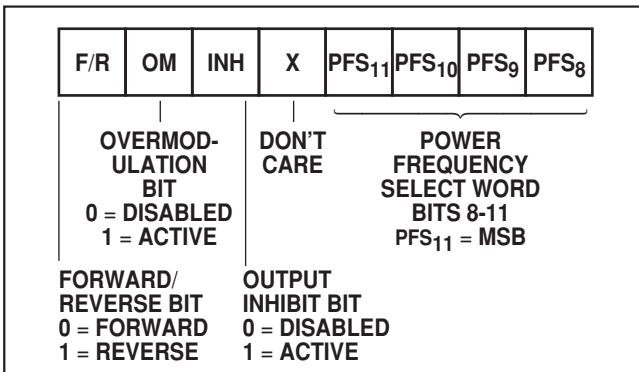 F/R OM INH X PFS11 PFS10 PFS9 PFS8
OVERMOD-
ULATION
BIT
0 = DISABLED
1 = ACTIVE
DON'T
CARE
POWER
FREQUENCY
SELECT WORD
BITS 8-11
PFS11 = MSB
FORWARD/
REVERSE BIT
0 = FORWARD
1 = REVERSE
OUTPUT
INHIBIT BIT
0 = DISABLED
1 = ACTIVE